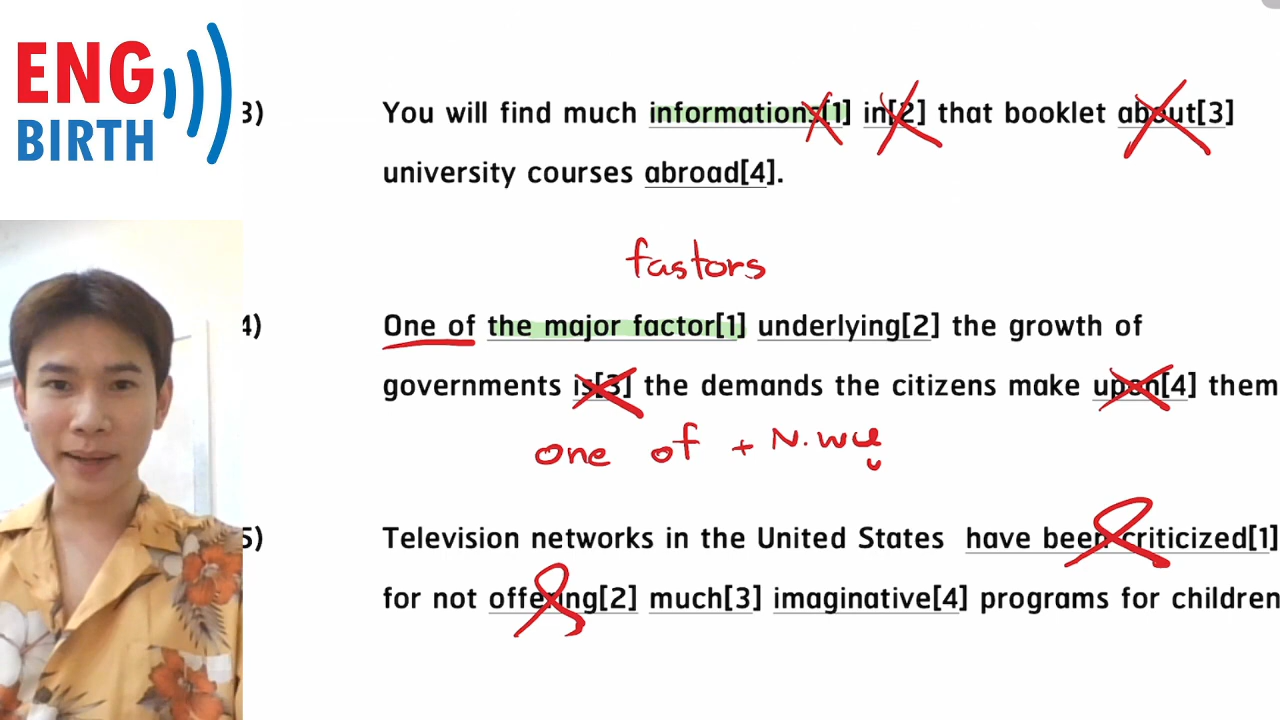 ENG
BIRTH
3) You will find much informations[1] in[2] that booklet about[3]
university courses abroad[4].
factors
4) One of the major factor[1] underlying[2] the growth of
governments is[3] the demands the citizens make upon[4] them
one of + N.
5) Television networks in the United States have been criticized[1]
for not offering[2] much[3] imaginative[4] programs for children